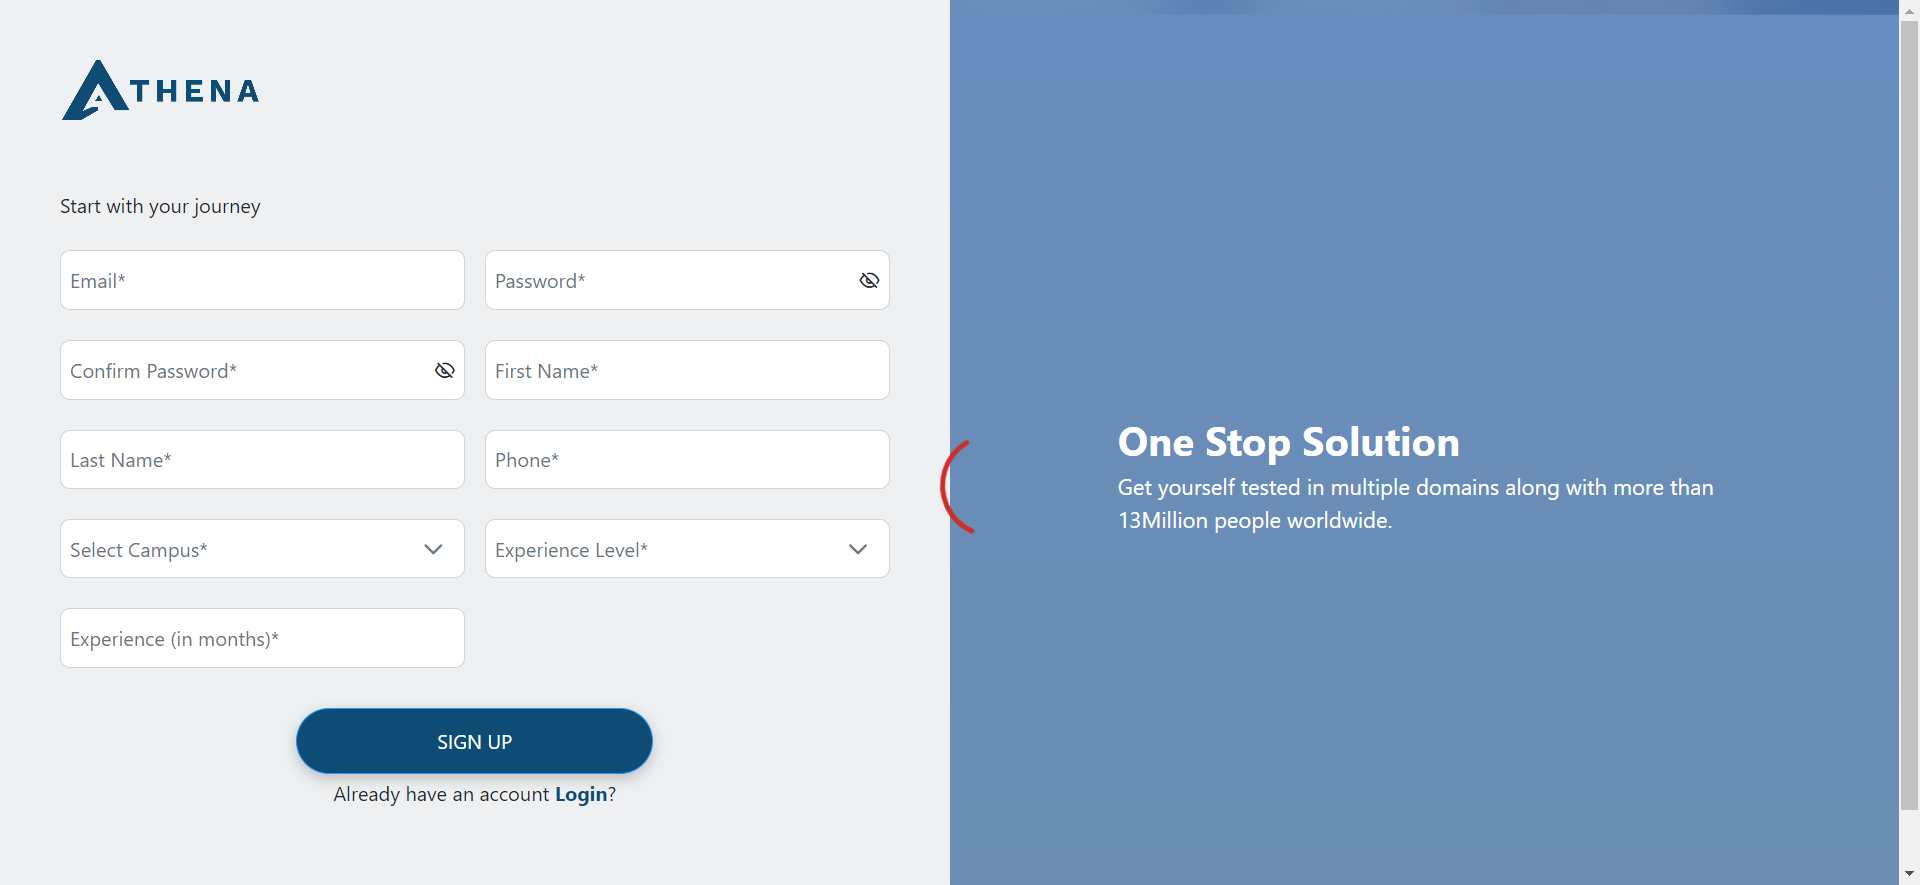 ATHENA
Start with your journey
Email*
Password*
Confirm Password*
First Name*
Last Name*
Phone*
Select Campus*
Experience Level*
Experience (in months)*
SIGN UP
Already have an account Login?
One Stop Solution
Get yourself tested in multiple domains along with more than
13Million people worldwide.